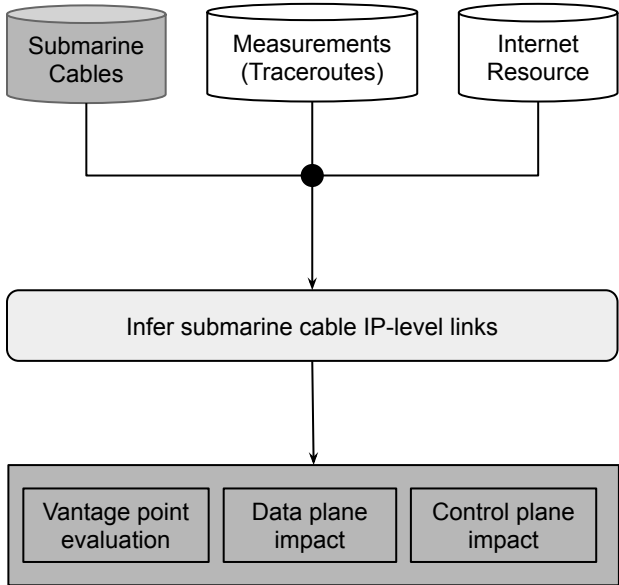 Submarine
Cables
Measurements
(Traceroutes)
Internet
Resource
Infer submarine cable IP-level links
Vantage point
evaluation
Data plane
impact
Control plane
impact